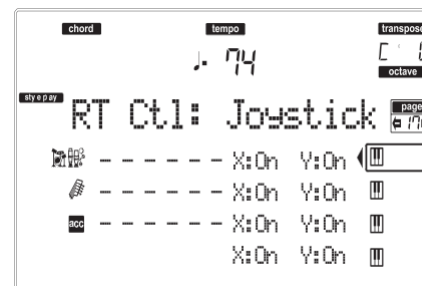 chord tempo transpose
♩. 74 C
octave
style play RT Ctl: Joystick page
17
- - - - - - X:On Y:On
- - - - - - X:On Y:On
acc - - - - - - X:On Y:On
X:On Y:On